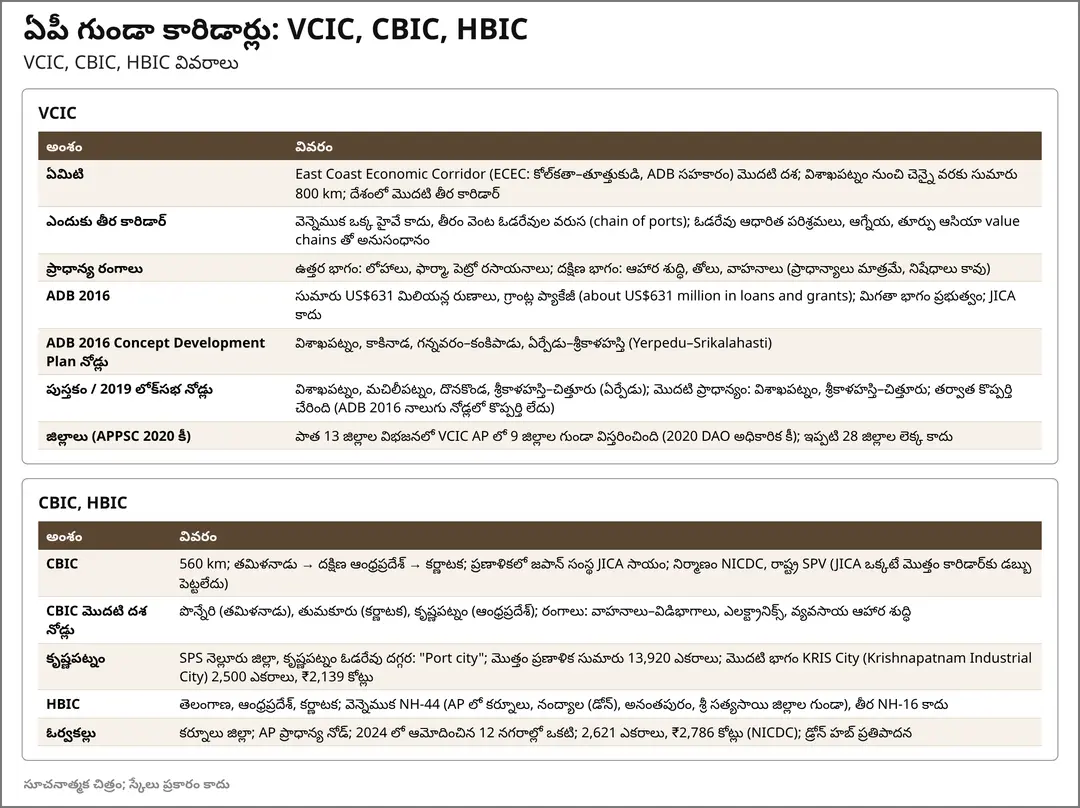 ఏపీ గుండా కారిడార్లు: VCIC, CBIC, HBIC
VCIC, CBIC, HBIC వివరాలు
VCIC
అంశం వివరం
ఏమిటి East Coast Economic Corridor (ECEC: కోల్‌కతా–తూత్తుకుడి, ADB సహకారం) మొదటి దశ; విశాఖపట్నం నుంచి చెన్నై వరకు సుమారు
800 km; దేశంలో మొదటి తీర కారిడార్
ఎందుకు తీర కారిడార్ వెన్నెముక ఒక్క హైవే కాదు, తీరం వెంట ఓడరేవుల వరుస (chain of ports); ఓడరేవు ఆధారిత పరిశ్రమలు, ఆగ్నేయ, తూర్పు ఆసియా value
chains తో అనుసంధానం
ప్రాధాన్య రంగాలు ఉత్తర భాగం: లోహాలు, ఫార్మా, పెట్రో రసాయనాలు; దక్షిణ భాగం: ఆహార శుద్ధి, తోలు, వాహనాలు (ప్రాధాన్యాలు మాత్రమే, నిషేధాలు కావు)
ADB 2016 సుమారు US$631 మిలియన్ల రుణాలు, గ్రాంట్ల ప్యాకేజీ (about US$631 million in loans and grants); మిగతా భాగం ప్రభుత్వం; JICA
కాదు
ADB 2016 Concept Development విశాఖపట్నం, కాకినాడ, గన్నవరం–కంకిపాడు, ఏర్పేడు–శ్రీకాళహస్తి (Yerpedu–Srikalahasti)
Plan నోడ్లు
పుస్తకం / 2019 లోక్‌సభ నోడ్లు విశాఖపట్నం, మచిలీపట్నం, దొనకొండ, శ్రీకాళహస్తి–చిత్తూరు (ఏర్పేడు); మొదటి ప్రాధాన్యం: విశాఖపట్నం, శ్రీకాళహస్తి–చిత్తూరు; తర్వాత కొప్పర్తి
చేరింది (ADB 2016 నాలుగు నోడ్లలో కొప్పర్తి లేదు)
జిల్లాలు (APPSC 2020 కీ) పాత 13 జిల్లాల విభజనలో VCIC AP లో 9 జిల్లాల గుండా విస్తరించింది (2020 DAO అధికారిక కీ); ఇప్పటి 28 జిల్లాల లెక్క కాదు
CBIC, HBIC
అంశం వివరం
CBIC 560 km; తమిళనాడు → దక్షిణ ఆంధ్రప్రదేశ్ → కర్ణాటక; ప్రణాళికలో జపాన్ సంస్థ JICA సాయం; నిర్మాణం NICDC, రాష్ట్ర SPV (JICA ఒక్కటే మొత్తం కారిడార్‌కు డబ్బు
పెట్టలేదు)
CBIC మొదటి దశ పొన్నేరి (తమిళనాడు), తుమకూరు (కర్ణాటక), కృష్ణపట్నం (ఆంధ్రప్రదేశ్); రంగాలు: వాహనాలు–విడిభాగాలు, ఎలక్ట్రానిక్స్, వ్యవసాయ ఆహార శుద్ధి
నోడ్లు
కృష్ణపట్నం SPS నెల్లూరు జిల్లా, కృష్ణపట్నం ఓడరేవు దగ్గర: "Port city"; మొత్తం ప్రణాళిక సుమారు 13,920 ఎకరాలు; మొదటి భాగం KRIS City (Krishnapatnam Industrial
City) 2,500 ఎకరాలు, ₹2,139 కోట్లు
HBIC తెలంగాణ, ఆంధ్రప్రదేశ్, కర్ణాటక; వెన్నెముక NH-44 (AP లో కర్నూలు, నంద్యాల (డోన్), అనంతపురం, శ్రీ సత్యసాయి జిల్లాల గుండా), తీర NH-16 కాదు
ఓర్వకల్లు కర్నూలు జిల్లా; AP ప్రాధాన్య నోడ్; 2024 లో ఆమోదించిన 12 నగరాల్లో ఒకటి; 2,621 ఎకరాలు, ₹2,786 కోట్లు (NICDC); డ్రోన్ హబ్ ప్రతిపాదన
సూచనాత్మక చిత్రం; స్కేలు ప్రకారం కాదు